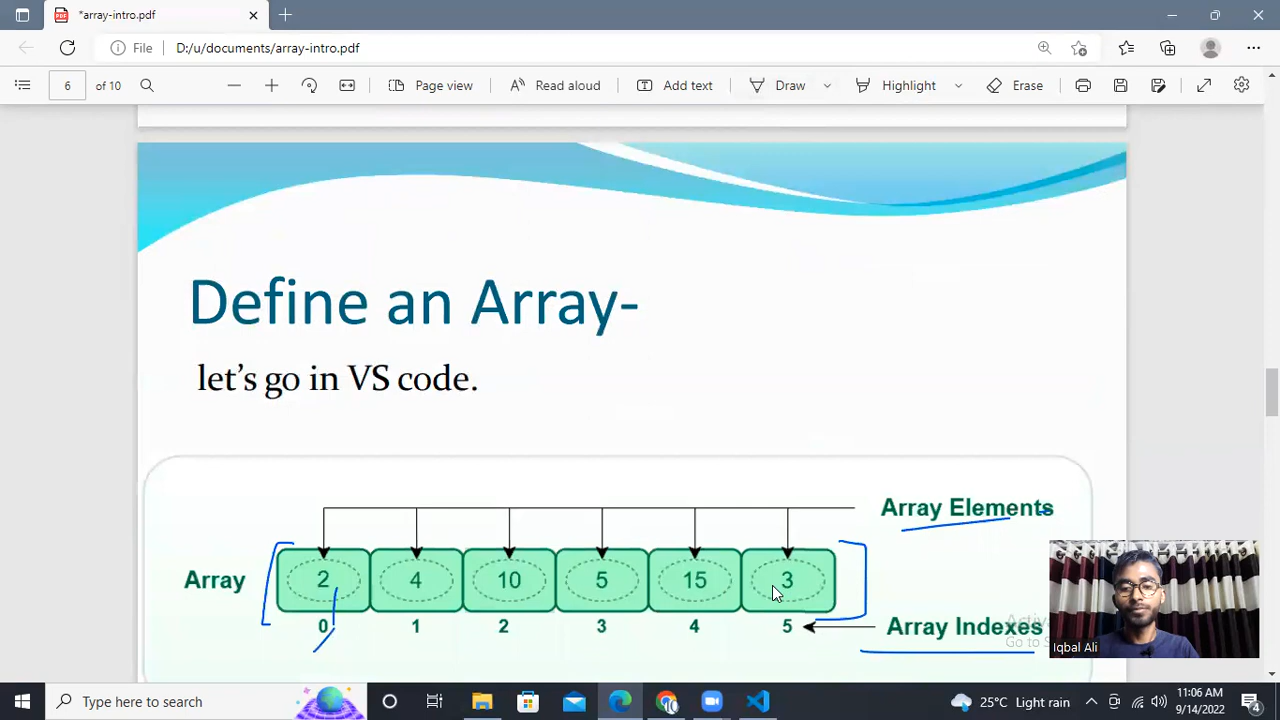 *array-intro.pdf
File D:/u/documents/array-intro.pdf
6 of 10 Page view Read aloud Add text Draw Highlight Erase
Define an Array-
let's go in VS code.
Array Elements
Array 2 4 10 5 15 3
0 1 2 3 4 5 Array Indexes
Go to S
Iqbal Ali
Type here to search
25°C Light rain
11:06 AM
9/14/2022
4